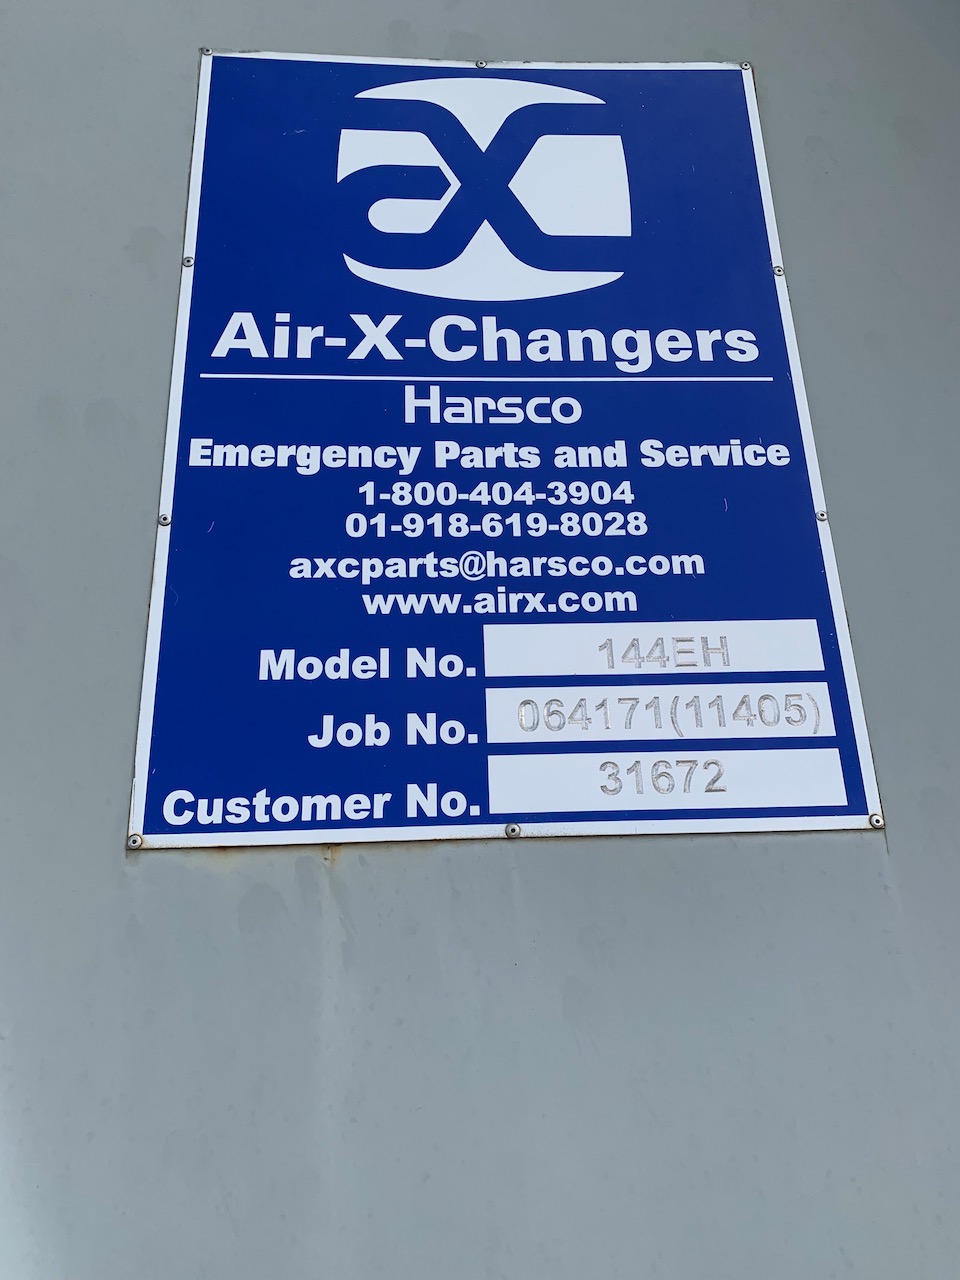 aX
Air-X-Changers
Harsco
Emergency Parts and Service
1-800-404-3904
01-918-619-8028
axcparts@harsco.com
www.airx.com
Model No. 144EH
Job No. 064171(11405)
Customer No. 31672